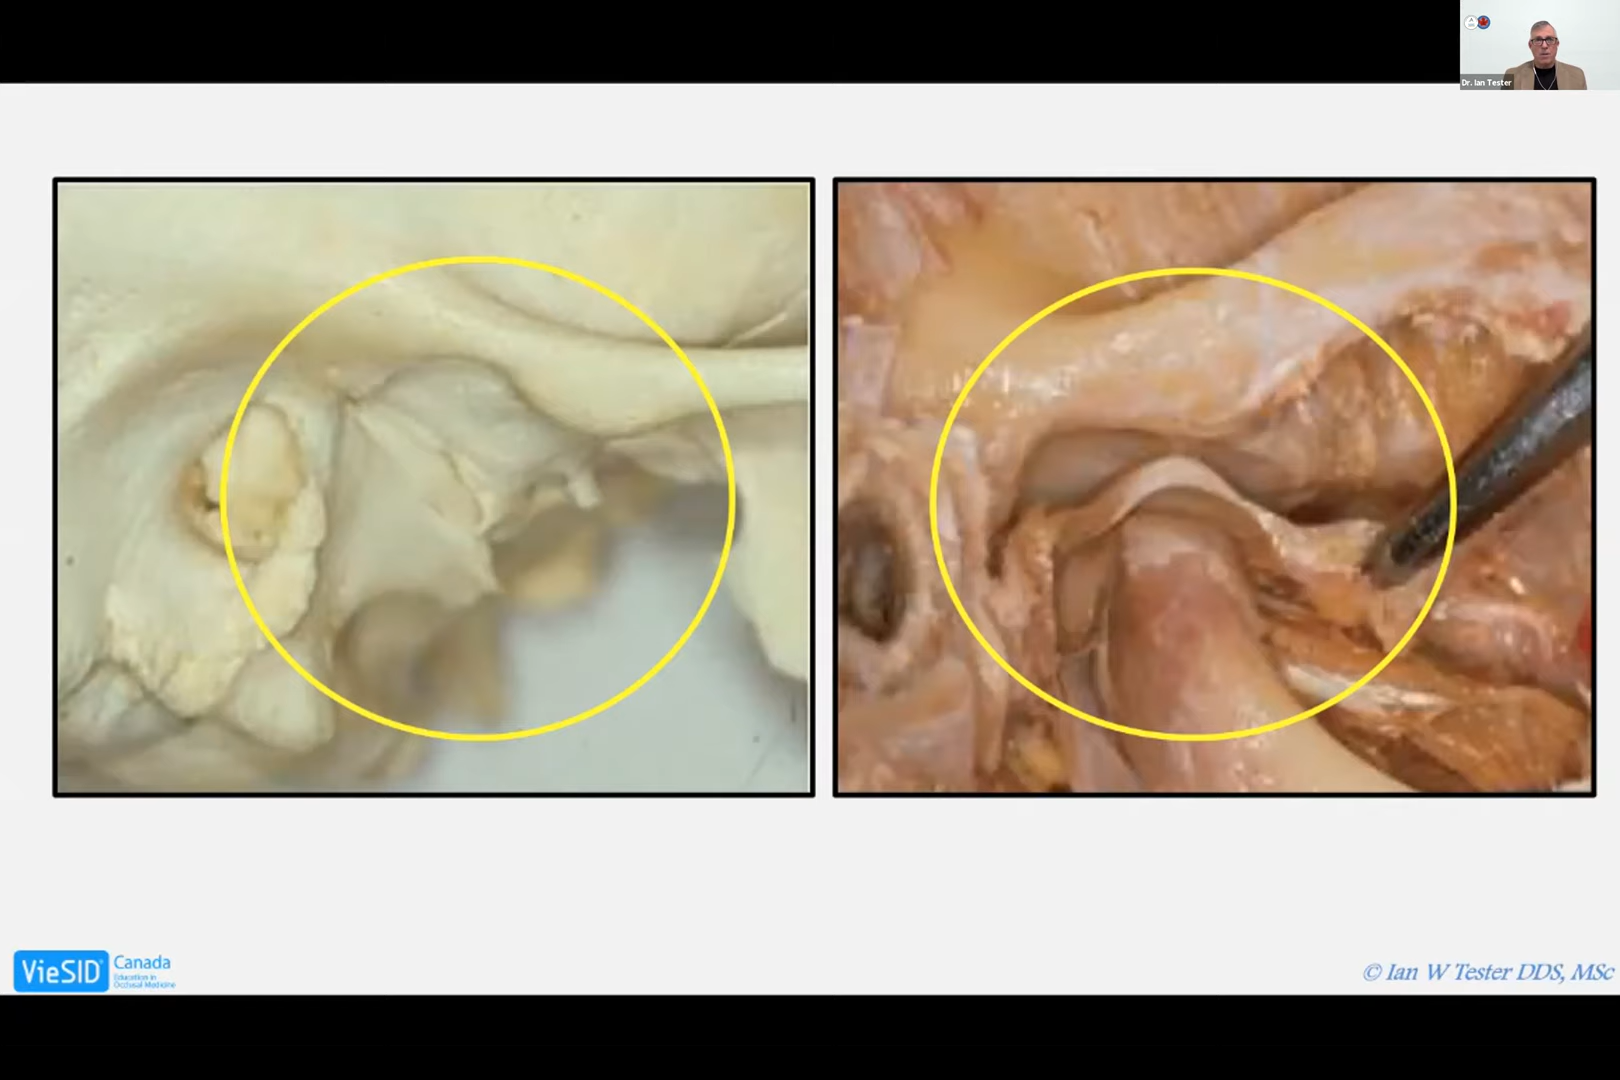 Dr. Ian Tester
VieSID Canada
Education in
Occlusal Medicine
© Ian W Tester DDS, MSc